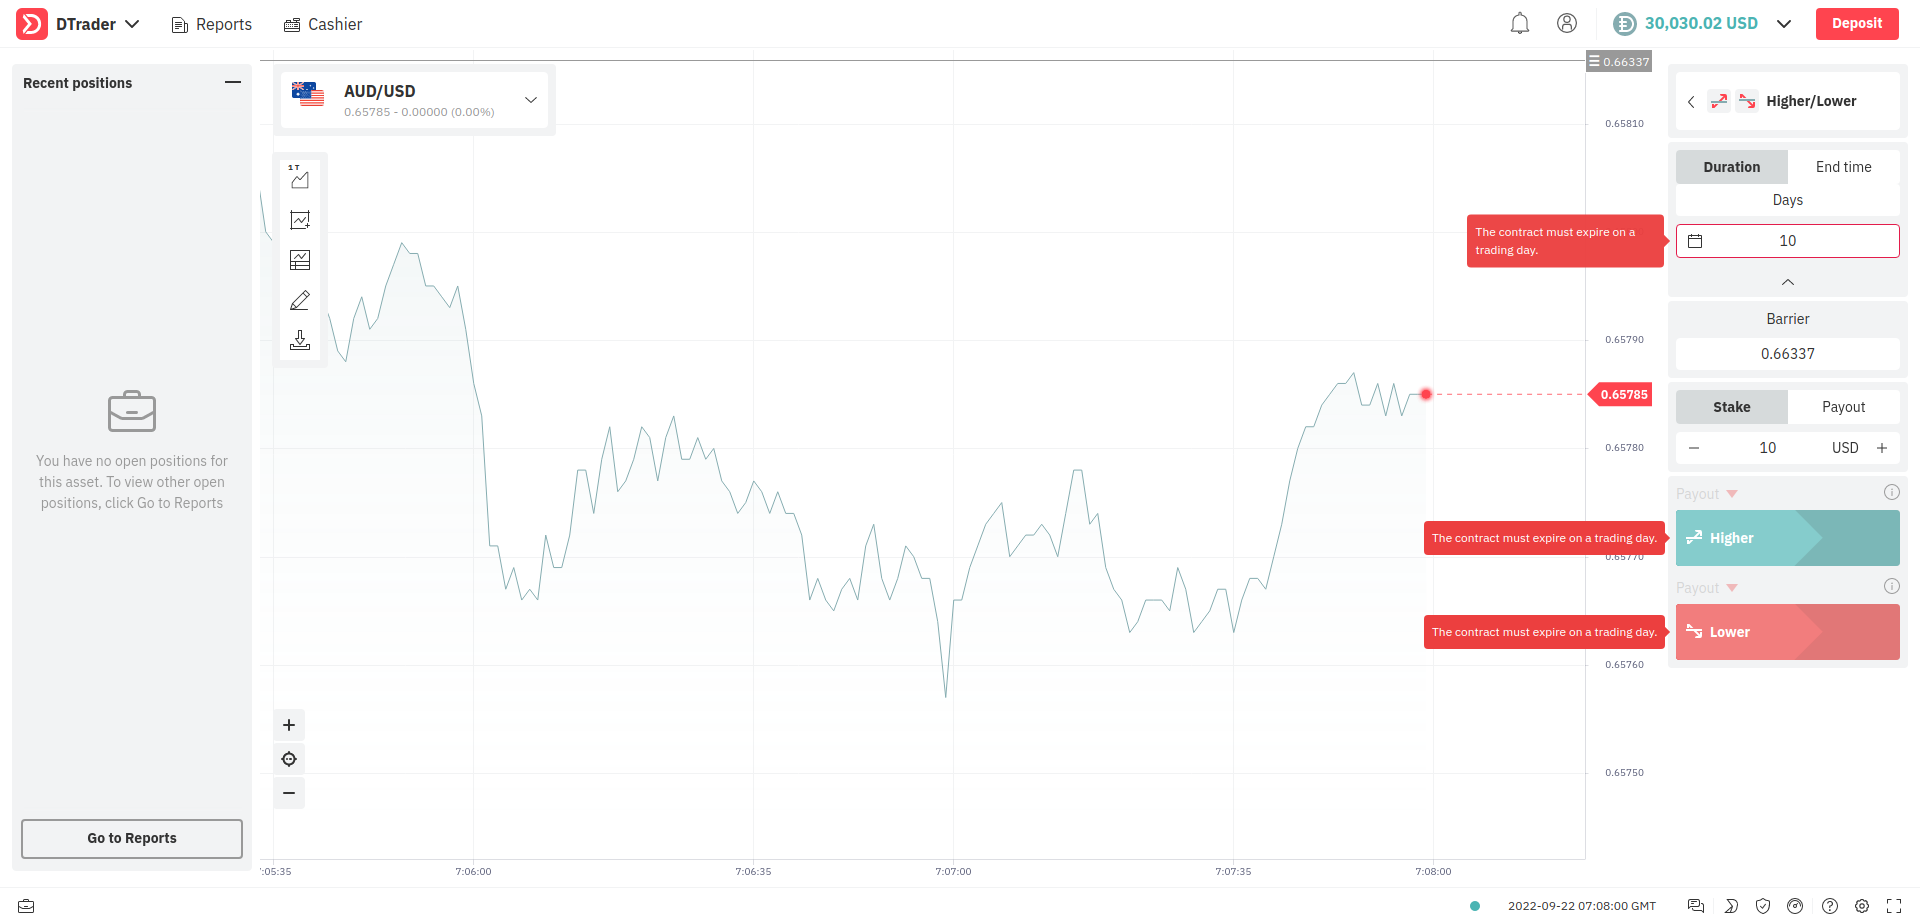 DTrader
Reports
Cashier
30,030.02 USD
Deposit
Recent positions
You have no open positions for
this asset. To view other open
positions, click Go to Reports
Go to Reports
AUD/USD
0.65785 - 0.00000 (0.00%)
1 T
0.66337
0.65810
0.65790
0.65785
0.65780
0.65770
0.65760
0.65750
:05:35
7:06:00
7:06:35
7:07:00
7:07:35
7:08:00
Higher/Lower
Duration
End time
Days
The contract must expire on a
trading day.
10
Barrier
0.66337
Stake
Payout
10
USD
Payout
The contract must expire on a trading day.
Higher
Payout
The contract must expire on a trading day.
Lower
2022-09-22 07:08:00 GMT